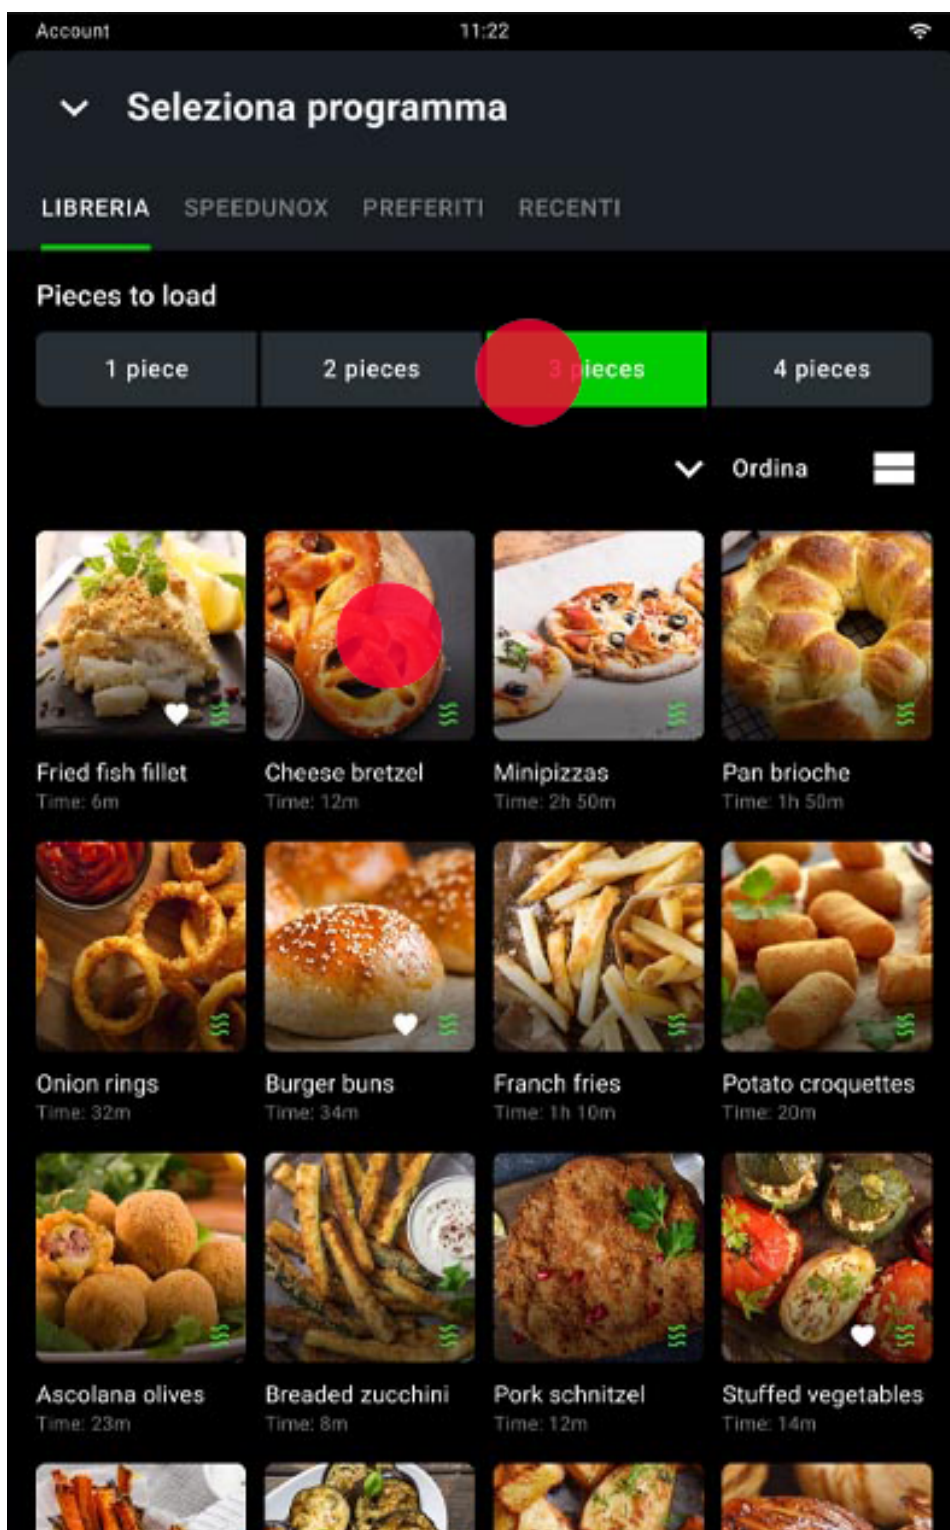 Account 11:22
Seleziona programma
LIBRERIA SPEEDUNOX PREFERITI RECENTI
Pieces to load
1 piece 2 pieces 3 pieces 4 pieces
Ordina
Fried fish fillet Cheese bretzel Minipizzas Pan brioche
Time: 6m Time: 12m Time: 2h 50m Time: 1h 50m
Onion rings Burger buns Franch fries Potato croquettes
Time: 32m Time: 34m Time: 1h 10m Time: 20m
Ascolana olives Breaded zucchini Pork schnitzel Stuffed vegetables
Time: 23m Time: 8m Time: 12m Time: 14m